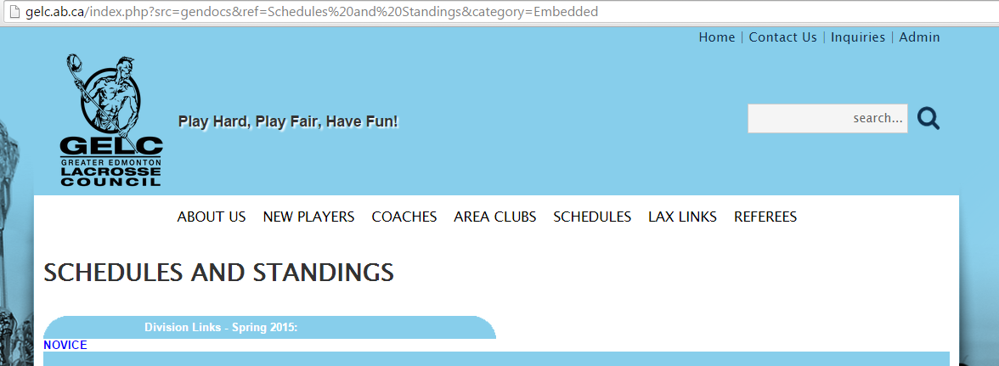 gelc.ab.ca/index.php?src=gendocs&ref=Schedules%20and%20Standings&category=Embedded
Home | Contact Us | Inquiries | Admin
GELC
GREATER EDMONTON
LACROSSE
COUNCIL
Play Hard, Play Fair, Have Fun!
search...
ABOUT US NEW PLAYERS COACHES AREA CLUBS SCHEDULES LAX LINKS REFEREES
SCHEDULES AND STANDINGS
Division Links - Spring 2015:
NOVICE